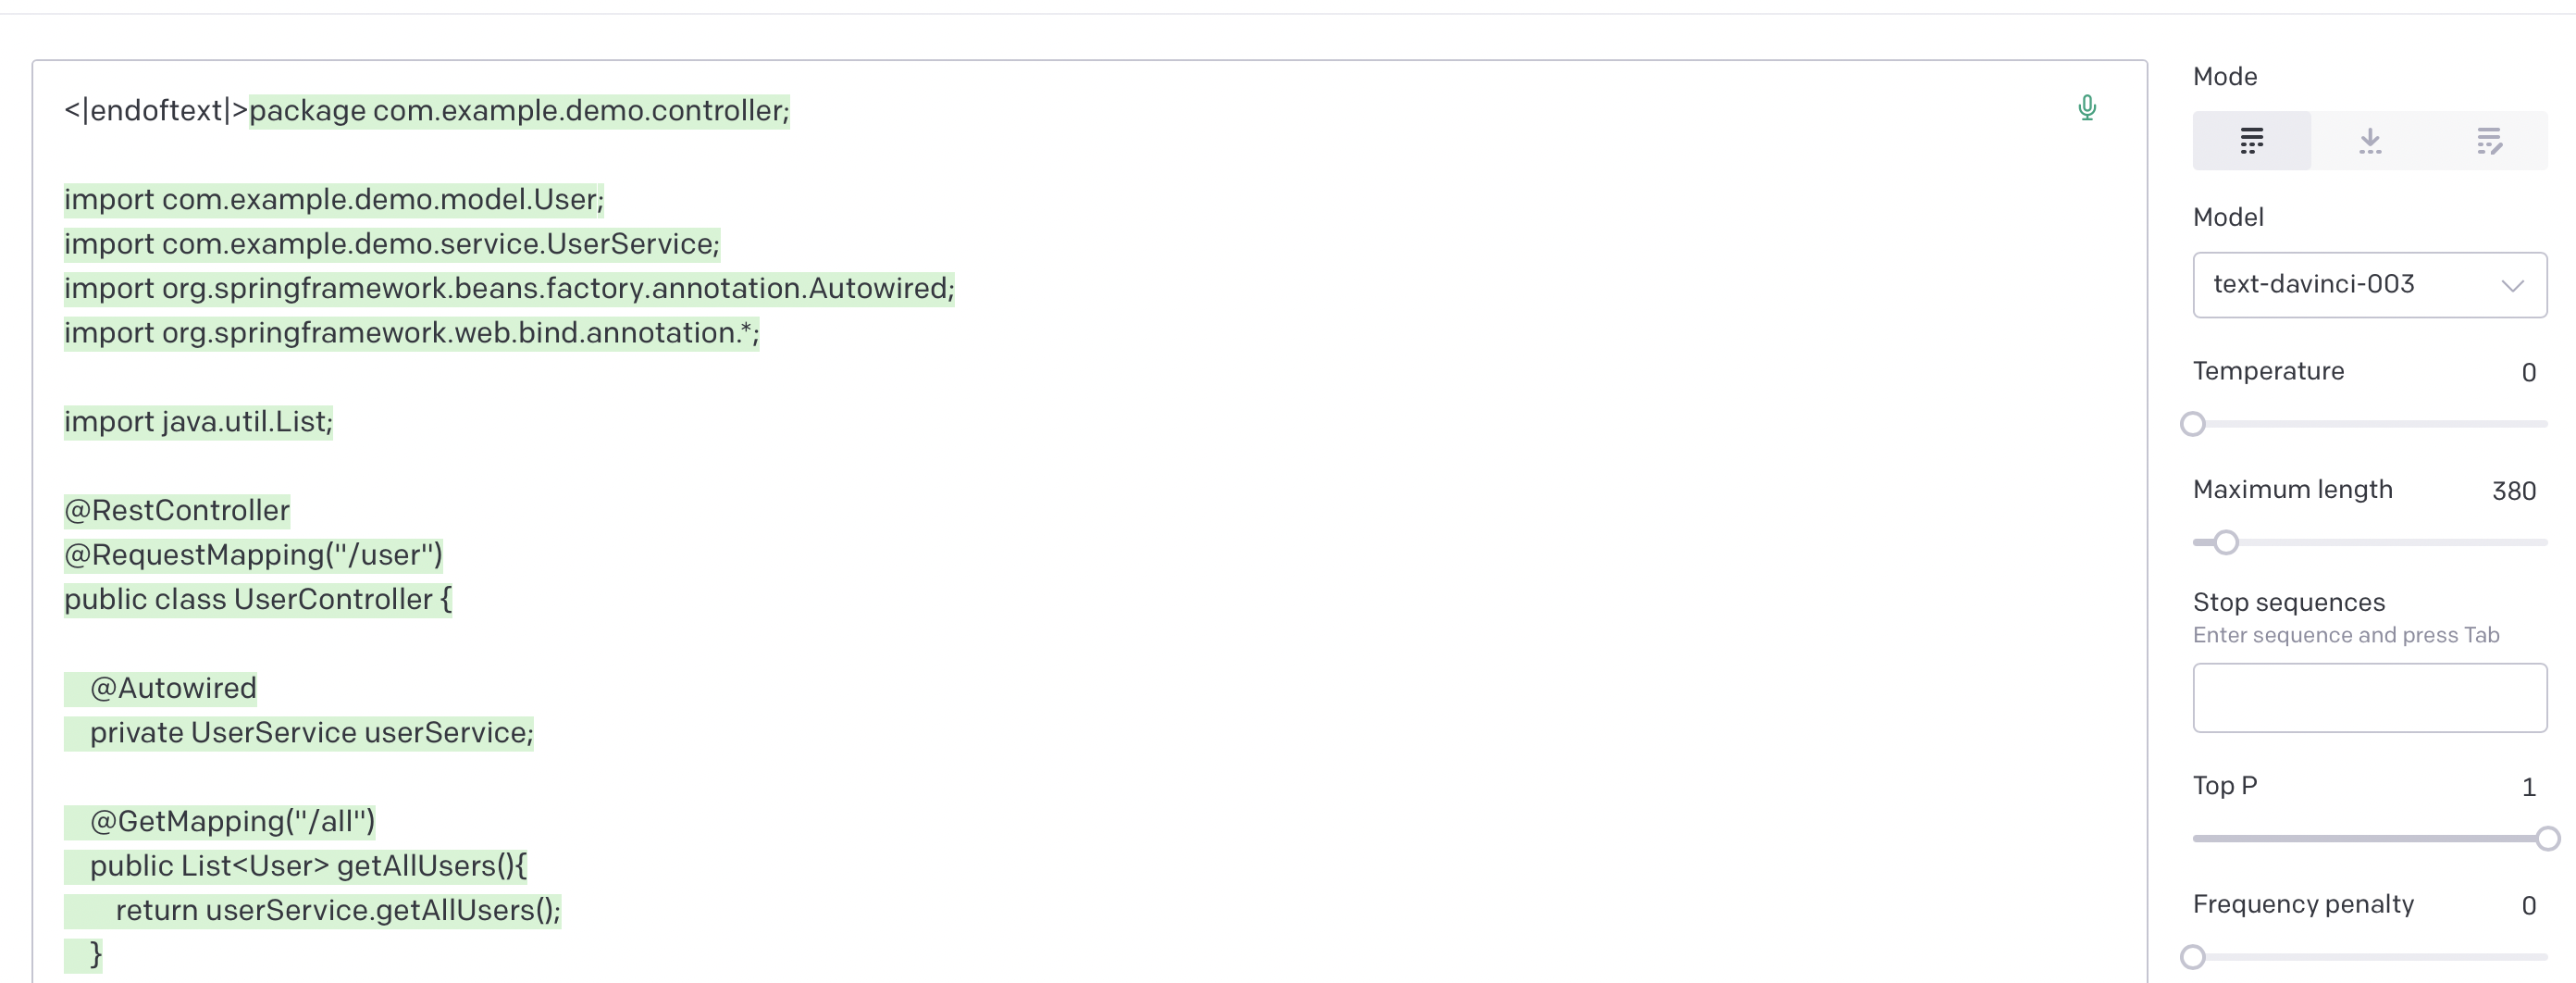 <|endoftext|>package com.example.demo.controller;
import com.example.demo.model.User;
import com.example.demo.service.UserService;
import org.springframework.beans.factory.annotation.Autowired;
import org.springframework.web.bind.annotation.*;
import java.util.List;
@RestController
@RequestMapping("/user")
public class UserController {
@Autowired
private UserService userService;
@GetMapping("/all")
public List<User> getAllUsers(){
return userService.getAllUsers();
}
Mode
Model
text-davinci-003
Temperature 0
Maximum length 380
Stop sequences
Enter sequence and press Tab
Top P 1
Frequency penalty 0